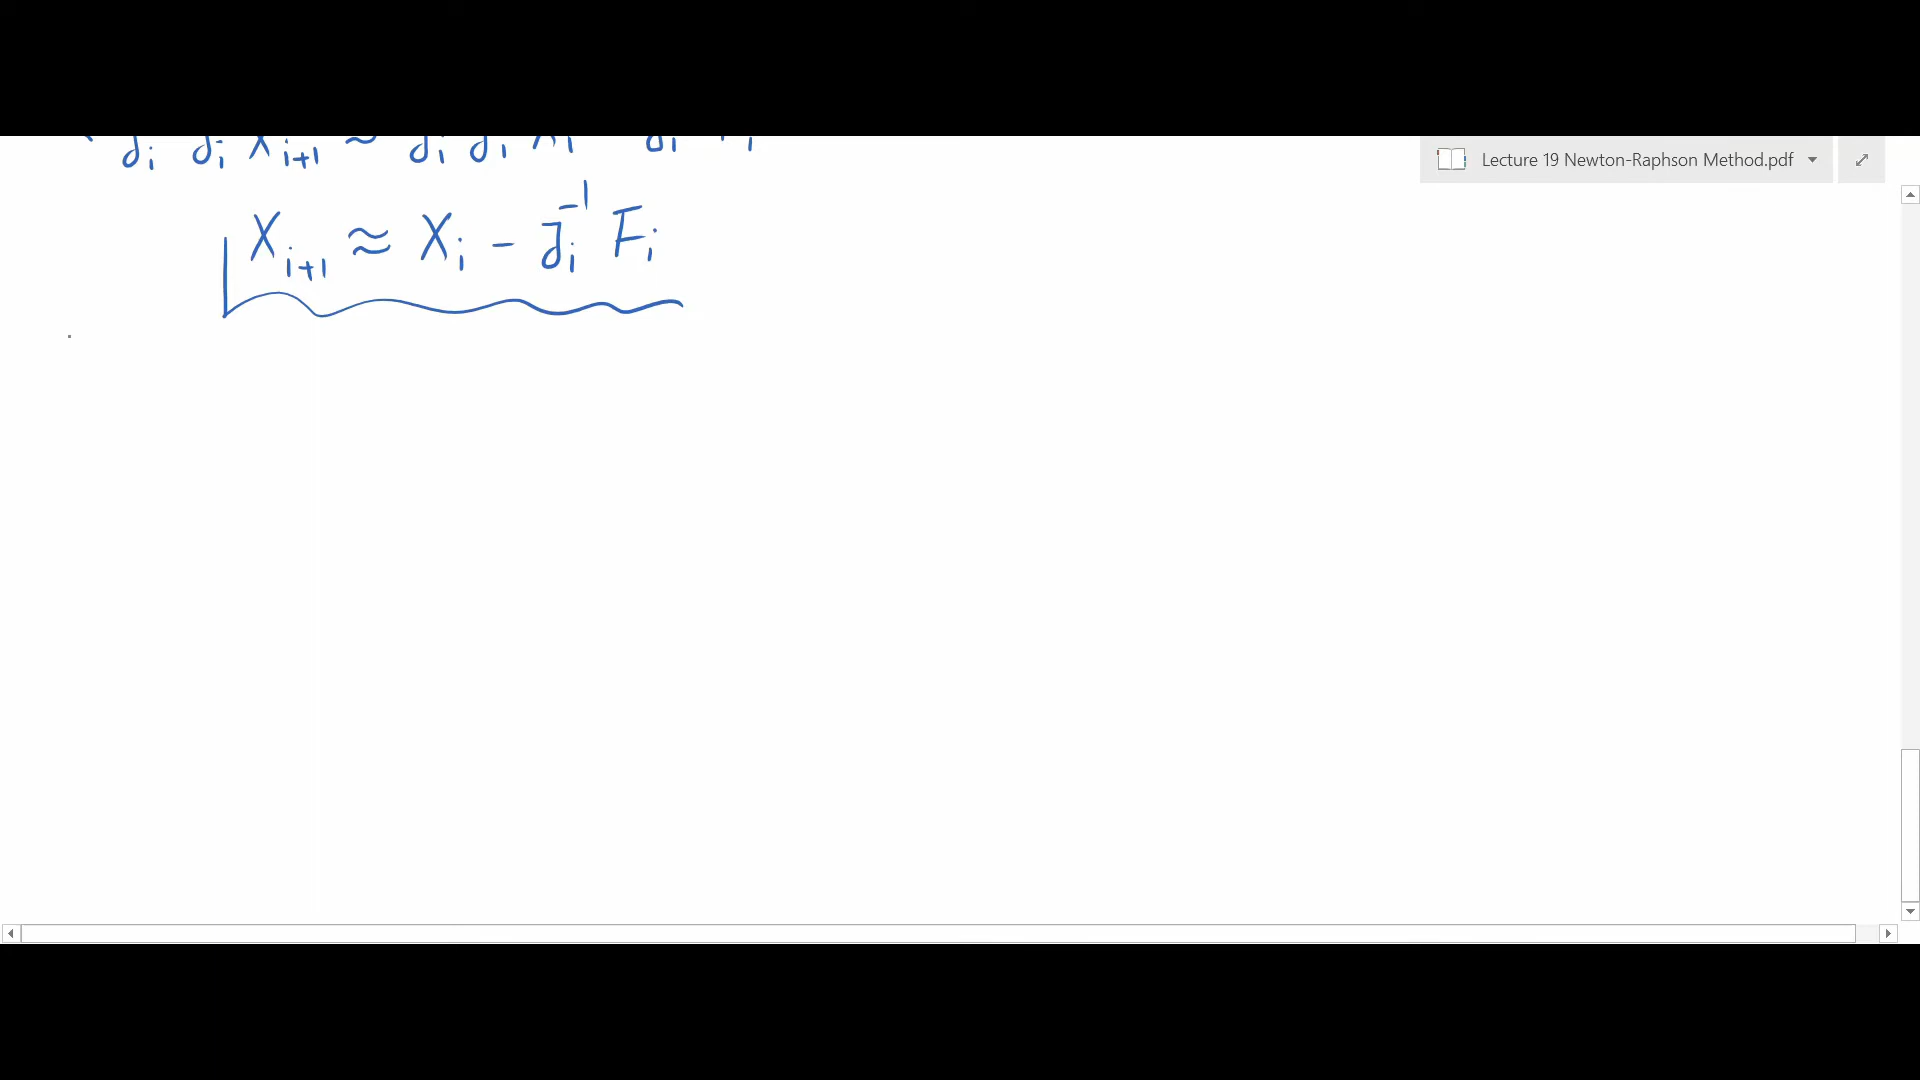 Lecture 19 Newton-Raphson Method.pdf
X_{i+1} ≈ X_i - J_i^{-1} F_i